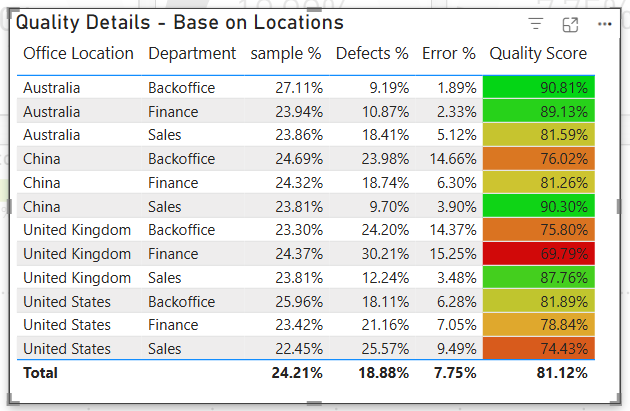 Quality Details - Base on Locations
Office Location Department sample % Defects % Error % Quality Score
Australia Backoffice 27.11% 9.19% 1.89% 90.81%
Australia Finance 23.94% 10.87% 2.33% 89.13%
Australia Sales 23.86% 18.41% 5.12% 81.59%
China Backoffice 24.69% 23.98% 14.66% 76.02%
China Finance 24.32% 18.74% 6.30% 81.26%
China Sales 23.81% 9.70% 3.90% 90.30%
United Kingdom Backoffice 23.30% 24.20% 14.37% 75.80%
United Kingdom Finance 24.37% 30.21% 15.25% 69.79%
United Kingdom Sales 23.81% 12.24% 3.48% 87.76%
United States Backoffice 25.96% 18.11% 6.28% 81.89%
United States Finance 23.42% 21.16% 7.05% 78.84%
United States Sales 22.45% 25.57% 9.49% 74.43%
Total 24.21% 18.88% 7.75% 81.12%